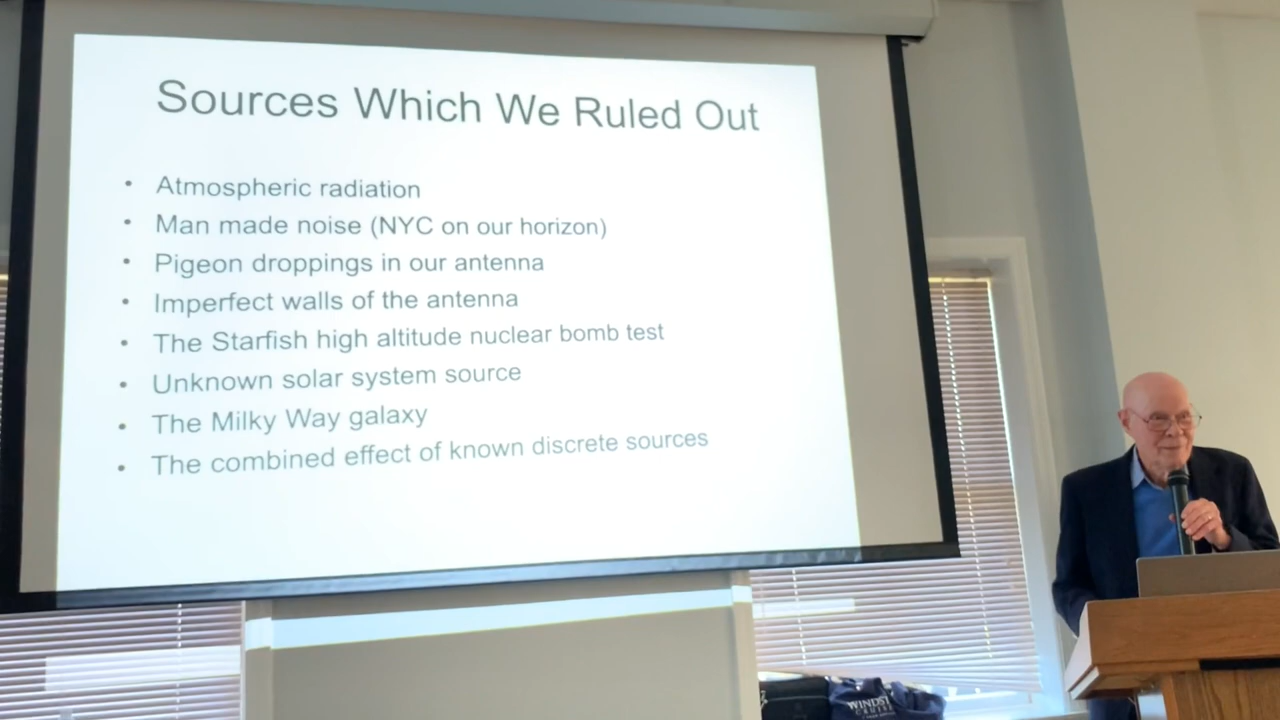 Sources Which We Ruled Out
• Atmospheric radiation
• Man made noise (NYC on our horizon)
• Pigeon droppings in our antenna
• Imperfect walls of the antenna
• The Starfish high altitude nuclear bomb test
• Unknown solar system source
• The Milky Way galaxy
• The combined effect of known discrete sources